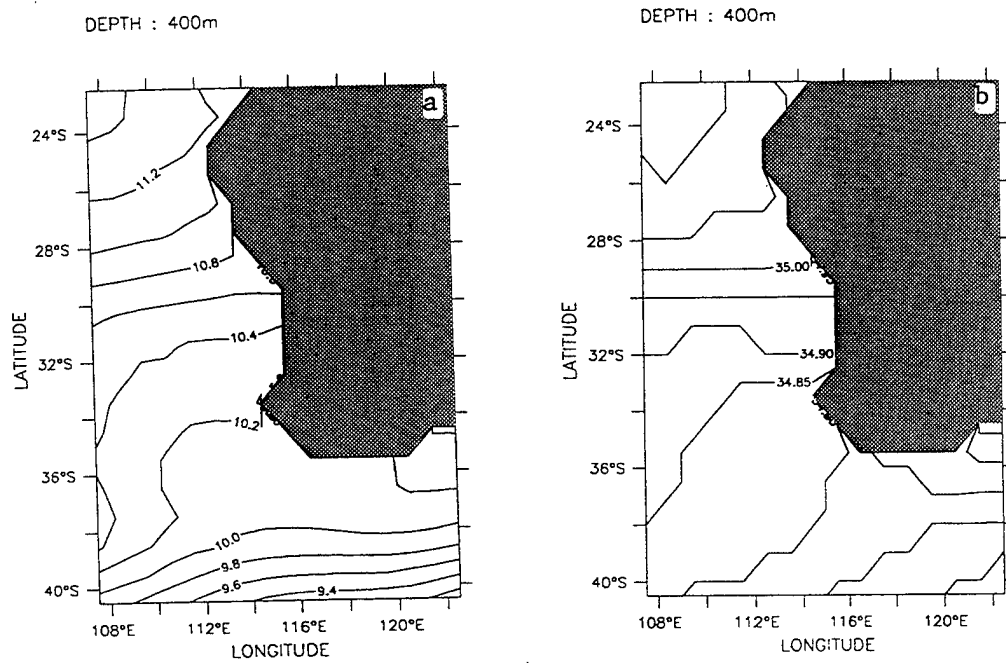 DEPTH : 400m
a
24°S
28°S
32°S
36°S
40°S
LATITUDE
108°E
112°E
116°E
120°E
LONGITUDE
11.2
10.8
10.4
10.2
10.0
9.8
9.6
9.4
DEPTH : 400m
b
24°S
28°S
32°S
36°S
40°S
LATITUDE
108°E
112°E
116°E
120°E
LONGITUDE
35.00
34.90
34.85